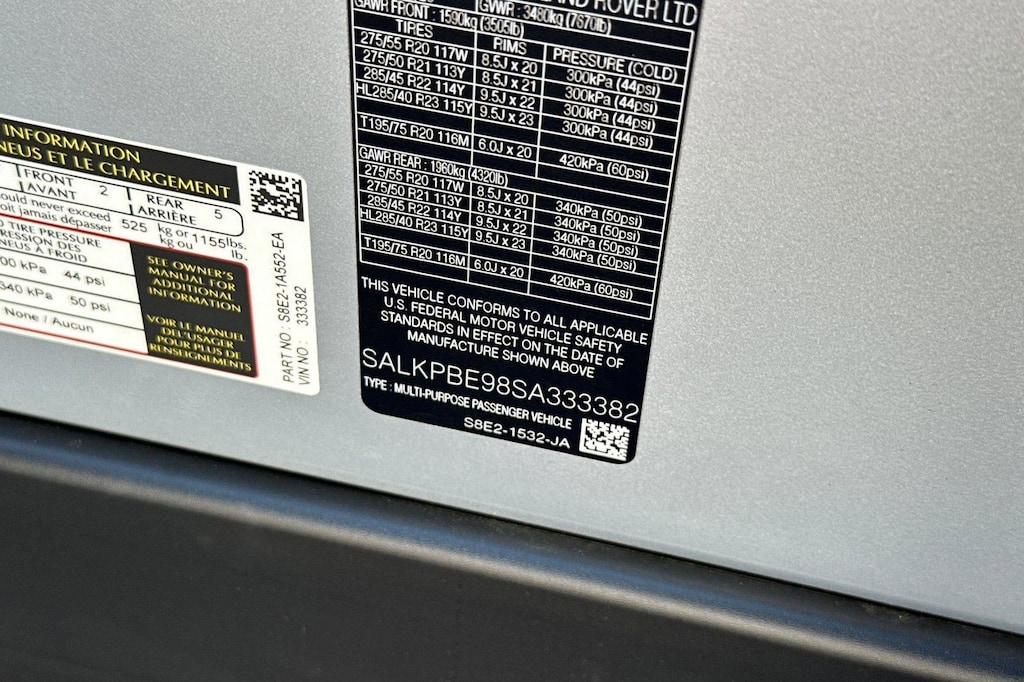 INFORMATION
NEUS ET LE CHARGEMENT
FRONT 2 REAR 5
AVANT ARRIÈRE
ould never exceed
oit jamais dépasser 525 kg or 1155lbs.
kg ou lb.
TIRE PRESSURE
RESSION DES
NEUS À FROID
00 kPa 44 psi
340 kPa 50 psi
None / Aucun
SEE OWNER'S
MANUAL FOR
ADDITIONAL
INFORMATION
VOIR LE MANUEL
DE L'USAGER
POUR PLUS DE
RENSEIGNEMENTS
PART NO : S8E2-1A552-EA
VIN NO : 333382
LAND ROVER LTD
GAWR FRONT : 1590kg (3505lb) GVWR : 3480kg (7670lb)
TIRES RIMS PRESSURE (COLD)
275/55 R20 117W 8.5J x 20 300kPa (44psi)
275/50 R21 113Y 8.5J x 21 300kPa (44psi)
285/45 R22 114Y 9.5J x 22 300kPa (44psi)
HL285/40 R23 115Y 9.5J x 23 300kPa (44psi)
T195/75 R20 116M 6.0J x 20 420kPa (60psi)
GAWR REAR : 1960kg (4320lb)
275/55 R20 117W 8.5J x 20 340kPa (50psi)
275/50 R21 113Y 8.5J x 21 340kPa (50psi)
285/45 R22 114Y 9.5J x 22 340kPa (50psi)
HL285/40 R23 115Y 9.5J x 23 340kPa (50psi)
T195/75 R20 116M 6.0J x 20 420kPa (60psi)
THIS VEHICLE CONFORMS TO ALL APPLICABLE
U.S. FEDERAL MOTOR VEHICLE SAFETY
STANDARDS IN EFFECT ON THE DATE OF
MANUFACTURE SHOWN ABOVE
SALKPBE98SA333382
TYPE : MULTI-PURPOSE PASSENGER VEHICLE
S8E2-1532-JA